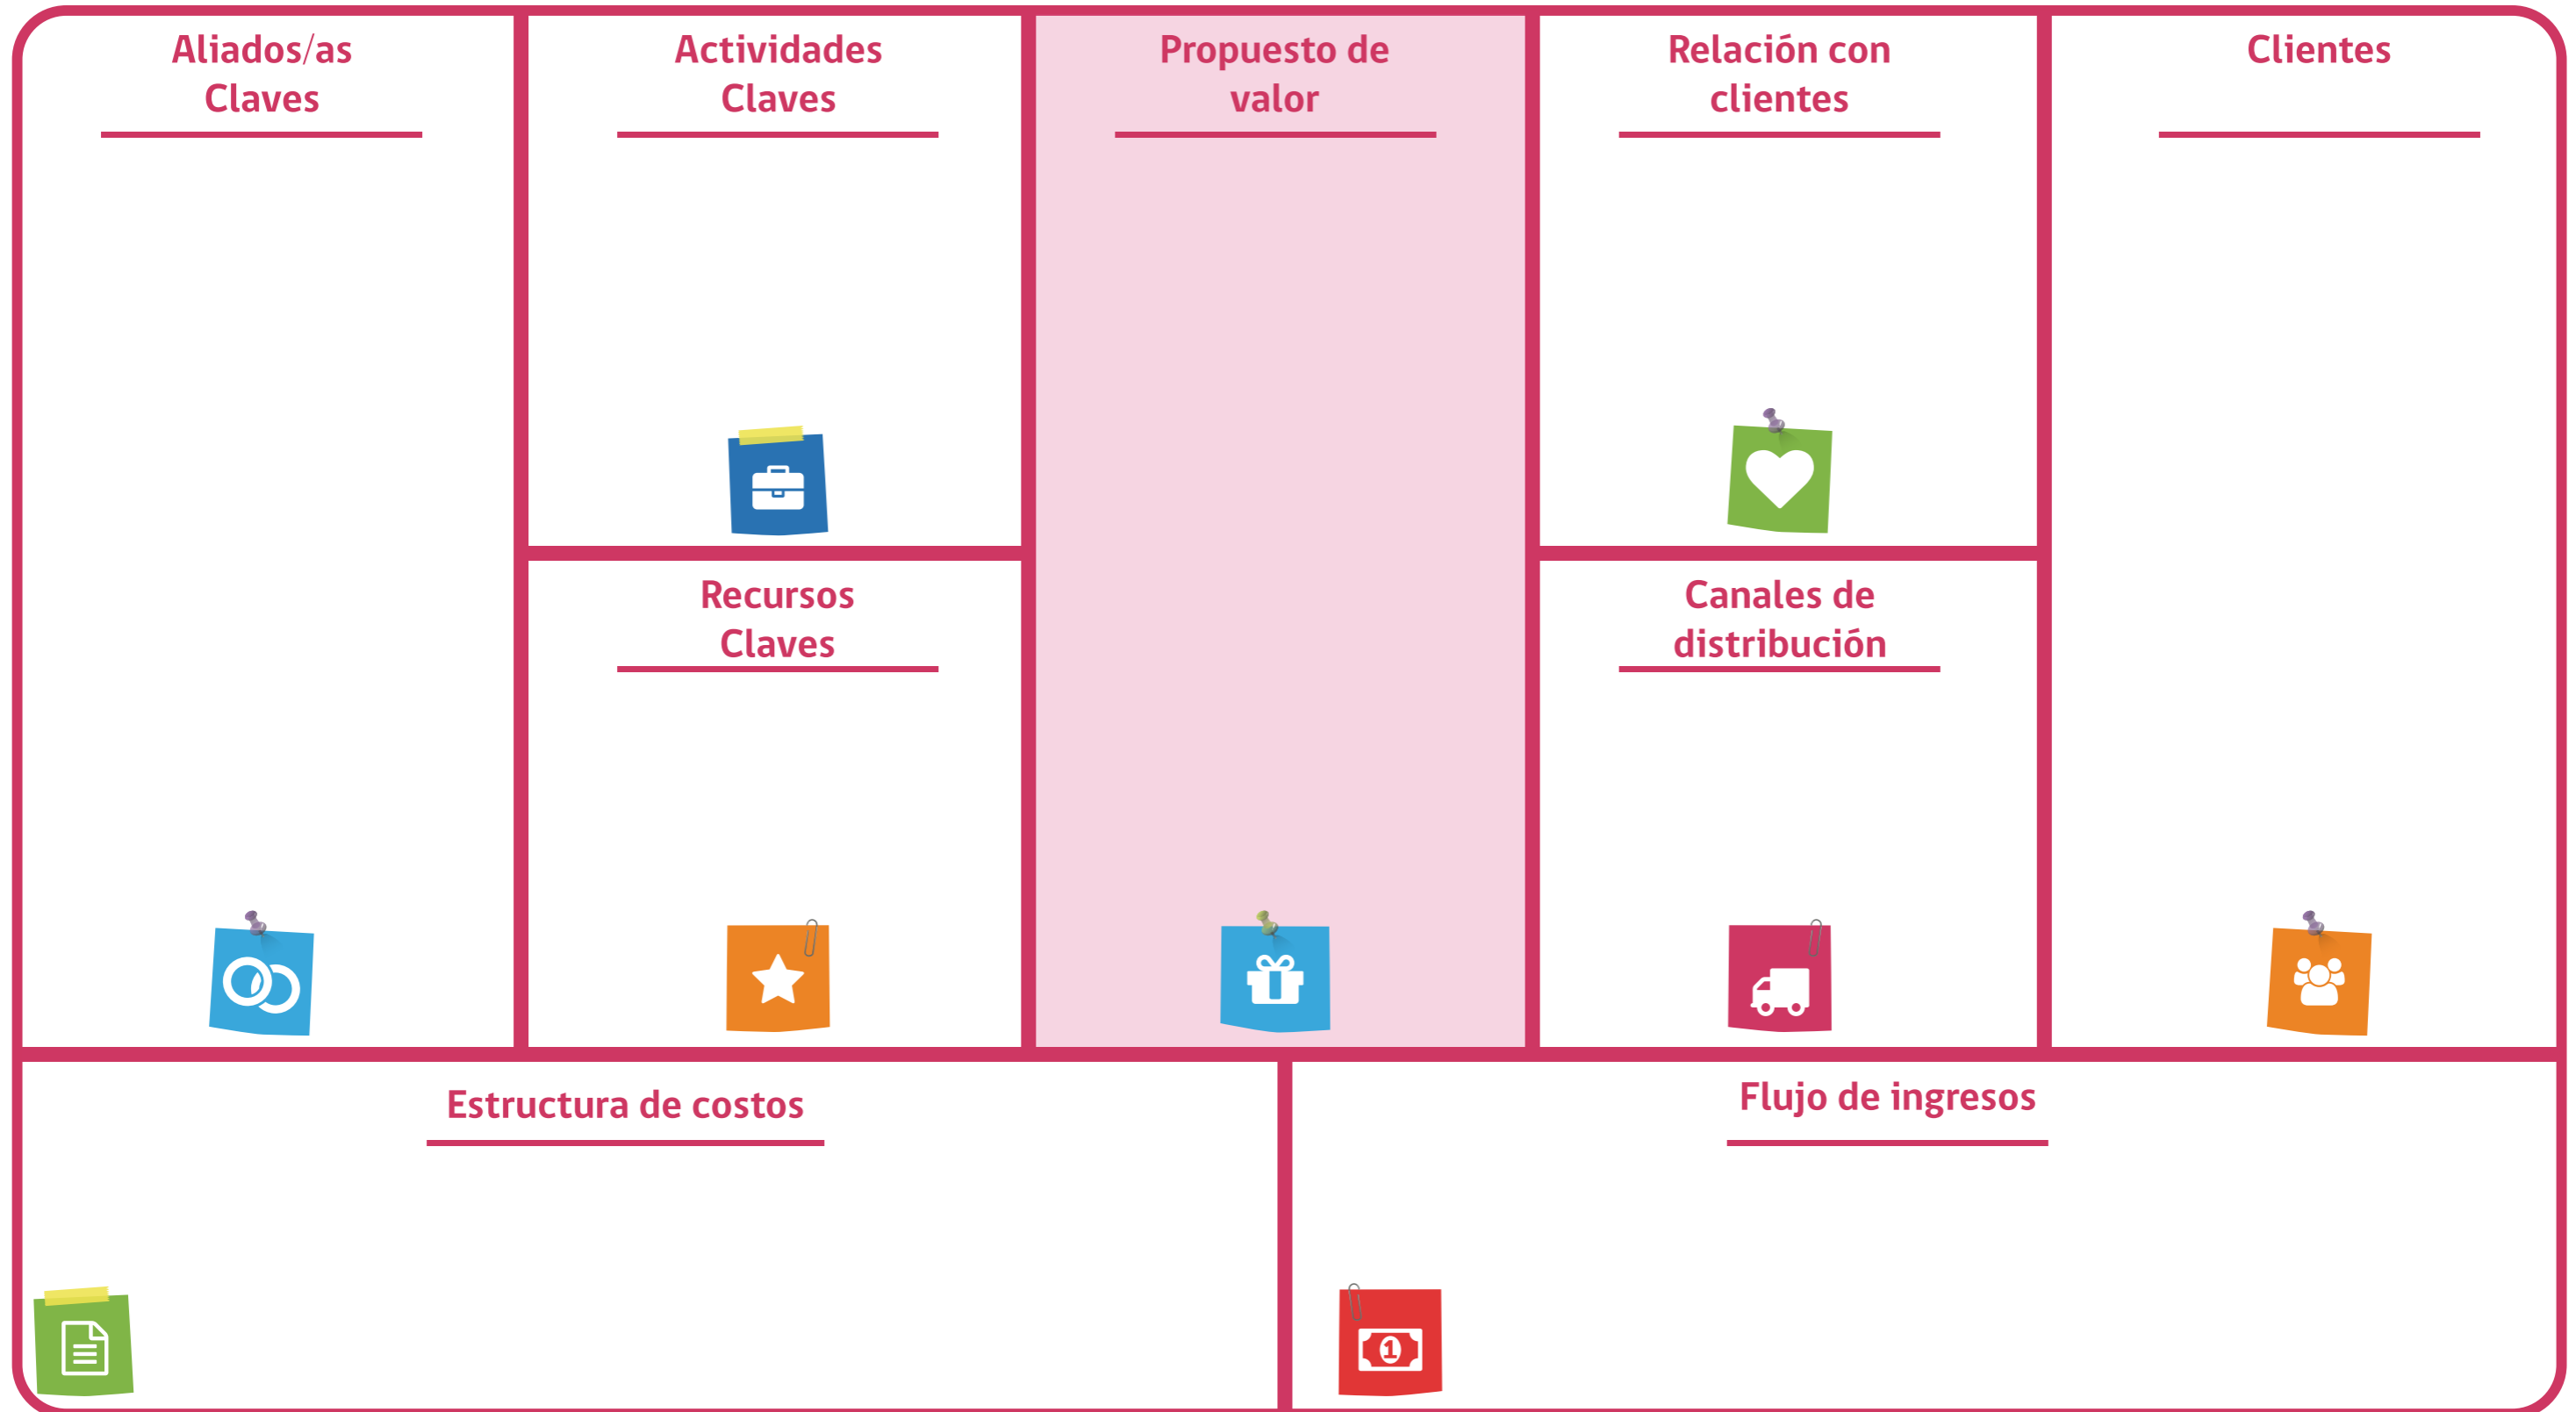 Aliados/as
Claves
Actividades
Claves
Propuesto de
valor
Relación con
clientes
Clientes
Recursos
Claves
Canales de
distribución
Estructura de costos
Flujo de ingresos
1